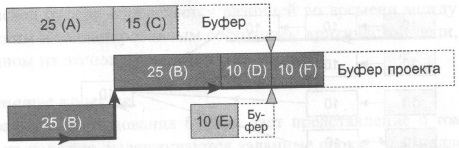 25 (A) 15 (C) Буфер
25 (B) 10 (D) 10 (F) Буфер проекта
25 (B) 10 (E) Бу-
фер